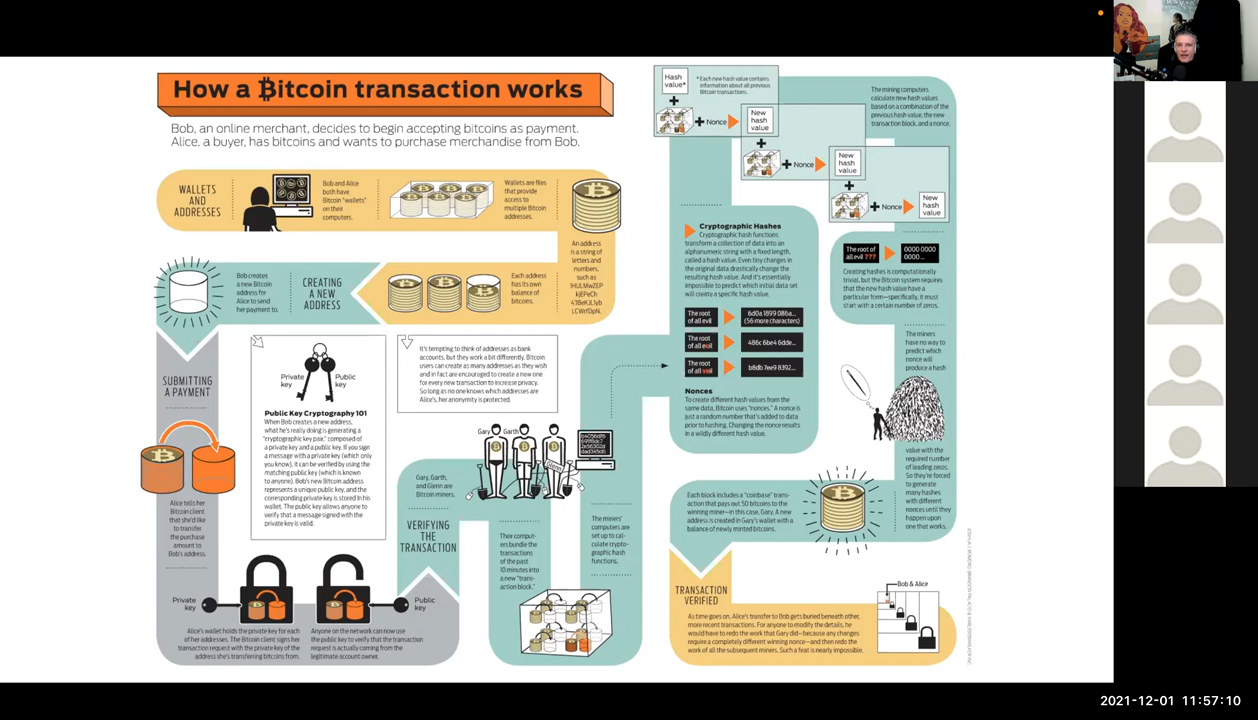 How a Bitcoin transaction works
Bob, an online merchant, decides to begin accepting bitcoins as payment.
Alice, a buyer, has bitcoins and wants to purchase merchandise from Bob.
WALLETS
AND
ADDRESSES
Bob and Alice
both have
Bitcoin "wallets"
on their
computers.
Wallets are files
that provide
access to
multiple Bitcoin
addresses.
An address
is a string of
letters and
numbers,
such as
Each address
has its own
balance of
bitcoins.
CREATING
A NEW
ADDRESS
Bob creates
a new Bitcoin
address for
Alice to send
her payment to.
SUBMITTING
A PAYMENT
Alice tells her
Bitcoin client
that she'd like
to transfer
the purchase
amount to
Bob's address.
Private
key
Public
key
Public Key Cryptography 101
When Bob creates a new address,
what he's really doing is generating a
"cryptographic key pair," composed of
a private key and a public key. If you sign
a message with a private key (which only
you know), it can be verified by using the
matching public key (which is known
to anyone). Bob's new Bitcoin address
represents a unique public key, and the
corresponding private key is stored in his
wallet. The public key allows anyone to
verify that a message signed with the
private key is valid.
It's tempting to think of addresses as bank
accounts, but they work a bit differently. Bitcoin
users can create as many addresses as they wish
and in fact are encouraged to create a new one
for every new transaction to increase privacy.
So long as no one knows which addresses are
Alice's, her anonymity is protected.
Private
key
Public
key
Alice's wallet holds the private key for each
of her addresses. The Bitcoin client signs her
transaction request with the private key of the
address she's transferring bitcoins from.
Anyone on the network can now use
the public key to verify that the transaction
request is actually coming from the
legitimate account owner.
VERIFYING
THE
TRANSACTION
Gary, Garth,
and Glenn are
Bitcoin miners.
Gary
Garth
Glenn
Their comput-
ers bundle the
transactions
of the past
10 minutes into
a new "trans-
action block."
The miners'
computers are
set up to cal-
culate crypto-
graphic hash
functions.
Hash
value*
* Each new hash value contains
information about all previous
Bitcoin transactions.
+
+ Nonce
New
hash
value
+
+ Nonce
New
hash
value
+
+ Nonce
New
hash
value
The mining computers
calculate new hash values
based on a combination of the
previous hash value, the new
transaction block, and a nonce.
Cryptographic Hashes
Cryptographic hash functions
transform a collection of data into an
alphanumeric string with a fixed length,
called a hash value. Even tiny changes in
the original data drastically change the
resulting hash value. And it's essentially
impossible to predict which initial data set
will create a specific hash value.
The root
of all evil
6d0a 1899 086a...
(56 more characters)
The root
of all
486c 6be4 6dde...
The root
of all
b8db 7ee9 8392...
Nonces
To create different hash values from the
same data, Bitcoin uses "nonces." A nonce is
just a random number that's added to data
prior to hashing. Changing the nonce results
in a wildly different hash value.
The root of
all evil ???
0000 0000
0000 ...
Creating hashes is computationally
trivial, but the Bitcoin system requires
that the new hash value have a
particular form—specifically, it must
start with a certain number of zeros.
The miners
have no way to
predict which
nonce will
produce a hash
value with the
required number
of leading zeros.
So they're forced
to generate
many hashes
with different
nonces until they
happen upon
one that works.
Each block includes a "coinbase" trans-
action that pays out 50 bitcoins to the
winning miner—in this case, Gary. A new
address is created in Gary's wallet with a
balance of newly minted bitcoins.
TRANSACTION
VERIFIED
As time goes on, Alice's transfer to Bob gets buried beneath other,
more recent transactions. For anyone to modify the details, he
would have to redo the work that Gary did—because any changes
require a completely different winning nonce—and then redo the
work of all the subsequent miners. Such a feat is nearly impossible.
Bob & Alice
2021-12-01 11:57:10